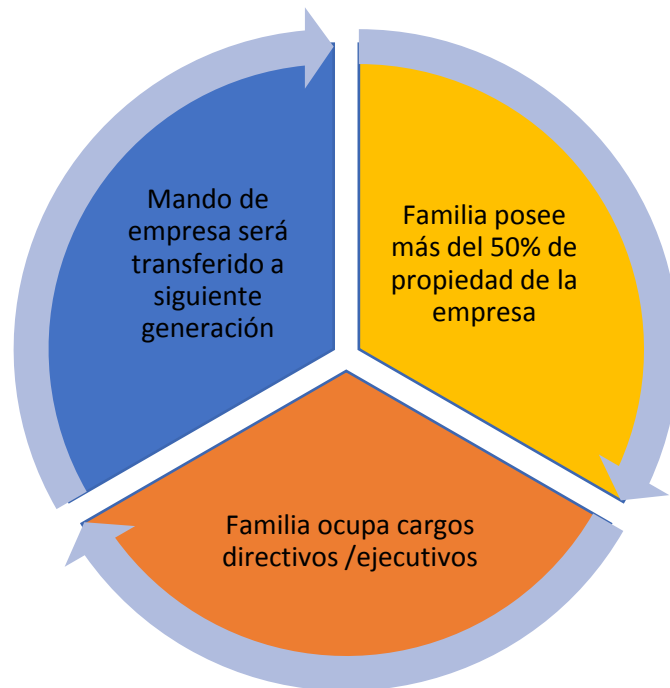 Mando de
empresa será
transferido a
siguiente
generación
Familia posee
más del 50% de
propiedad de la
empresa
Familia ocupa cargos
directivos /ejecutivos